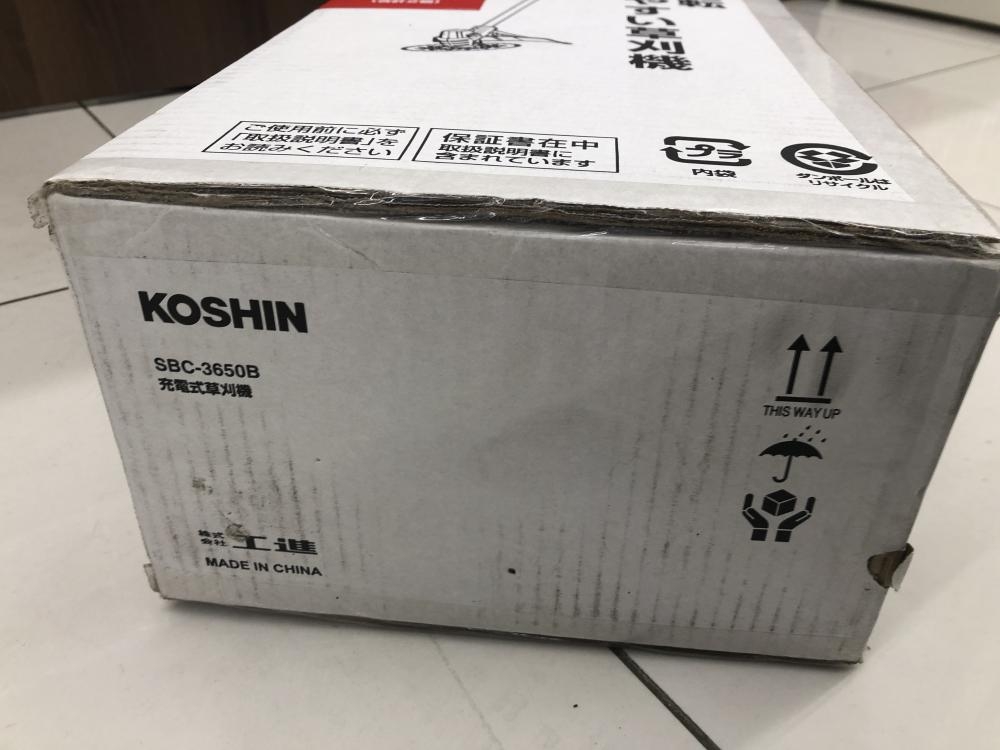 やすい草刈機
ご使用前に必ず
「取扱説明書」を
お読みください
保証書在中
取扱説明書に
含まれています
プラ
内袋
ダンボールは
リサイクル
KOSHIN
SBC-3650B
充電式草刈機
THIS WAY UP
株式
会社 工進
MADE IN CHINA